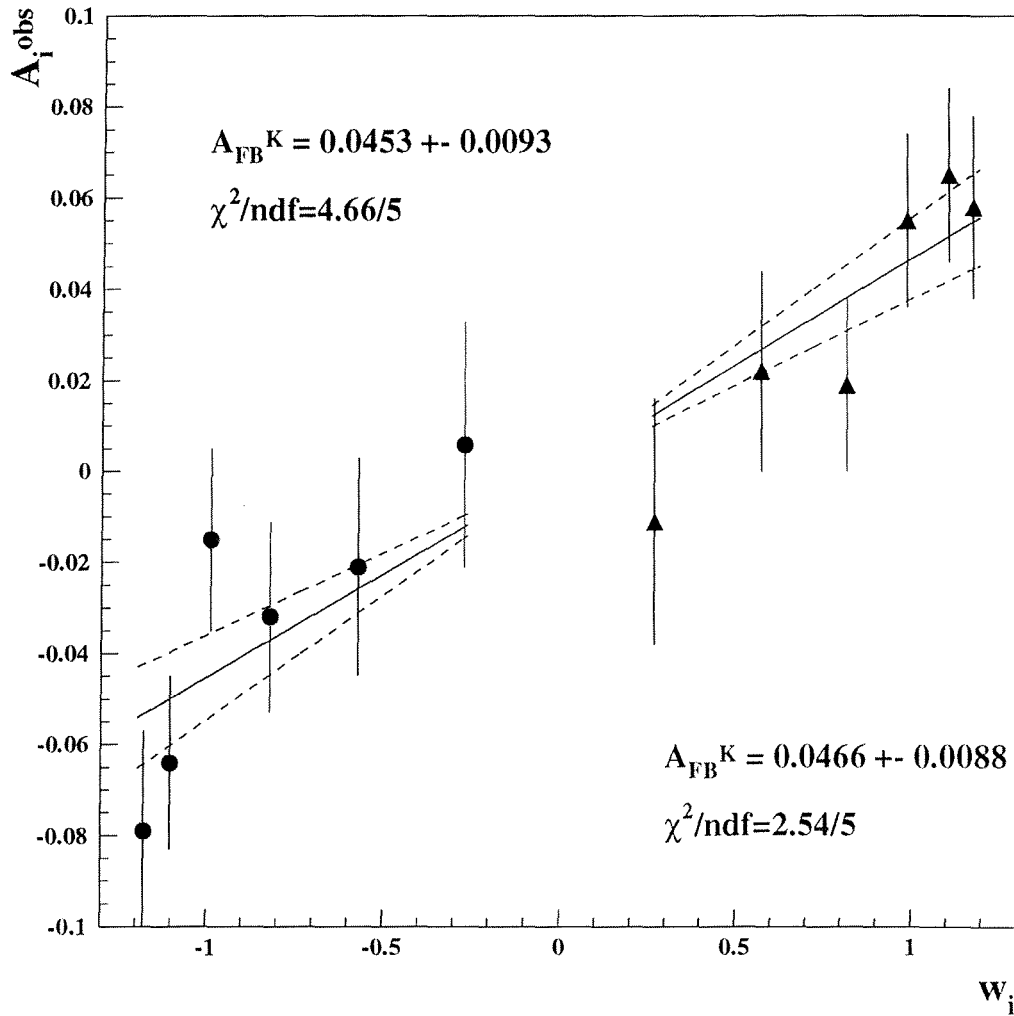 A_i^obs
0.1
0.08
0.06
0.04
0.02
0
-0.02
-0.04
-0.06
-0.08
-0.1
A_FB^K = 0.0453 +- 0.0093
χ²/ndf=4.66/5
A_FB^K = 0.0466 +- 0.0088
χ²/ndf=2.54/5
-1 -0.5 0 0.5 1
w_i